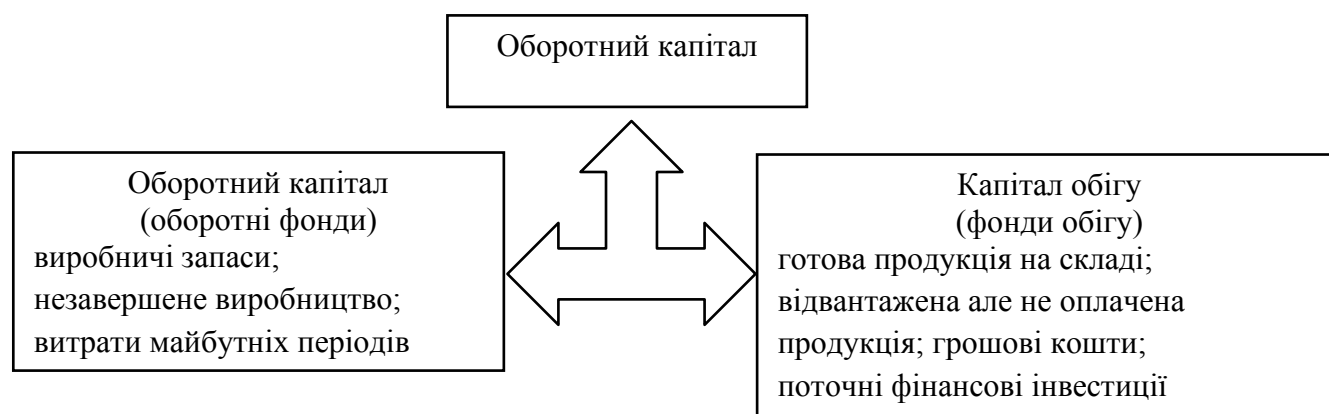 Оборотний капітал
Оборотний капітал
(оборотні фонди)
виробничі запаси;
незавершене виробництво;
витрати майбутніх періодів
Капітал обігу
(фонди обігу)
готова продукція на складі;
відвантажена але не оплачена
продукція; грошові кошти;
поточні фінансові інвестиції